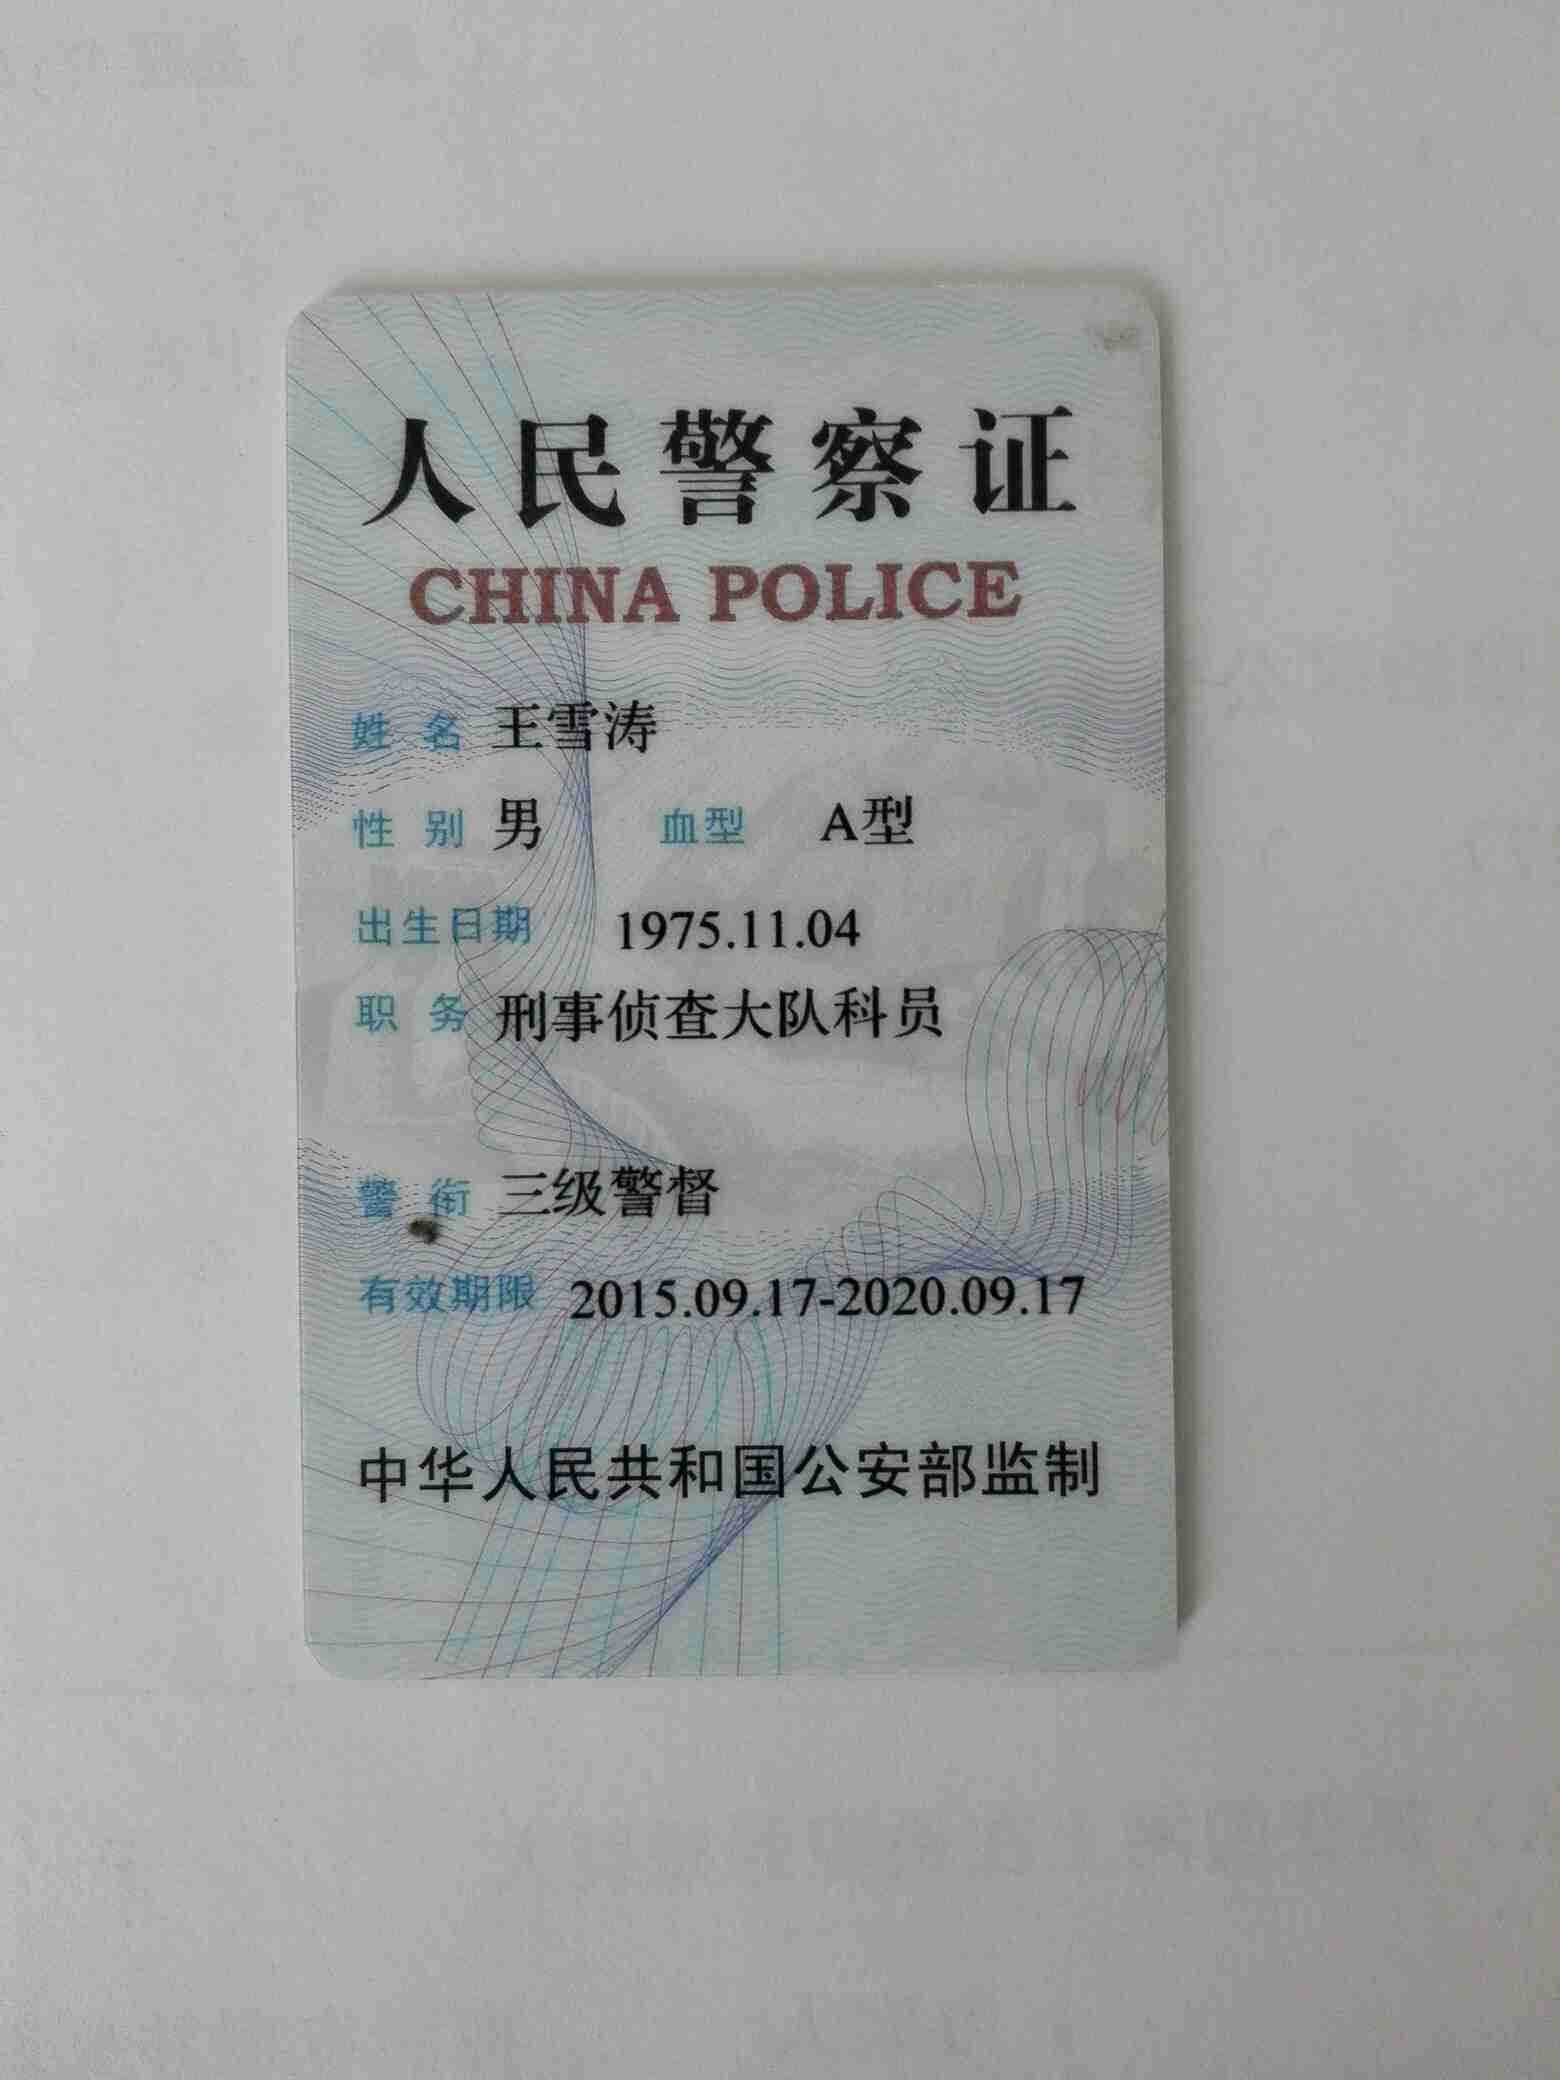 人民警察证
CHINA POLICE
姓 名 王雪涛
性 别 男 血型 A型
出生日期 1975.11.04
职 务 刑事侦查大队科员
警 衔 三级警督
有效期限 2015.09.17-2020.09.17
中华人民共和国公安部监制